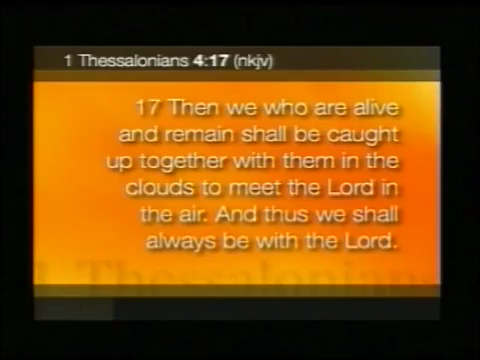 1 Thessalonians 4:17 (nkjv)
17 Then we who are alive
and remain shall be caught
up together with them in the
clouds to meet the Lord in
the air. And thus we shall
always be with the Lord.
1 Thessalonians